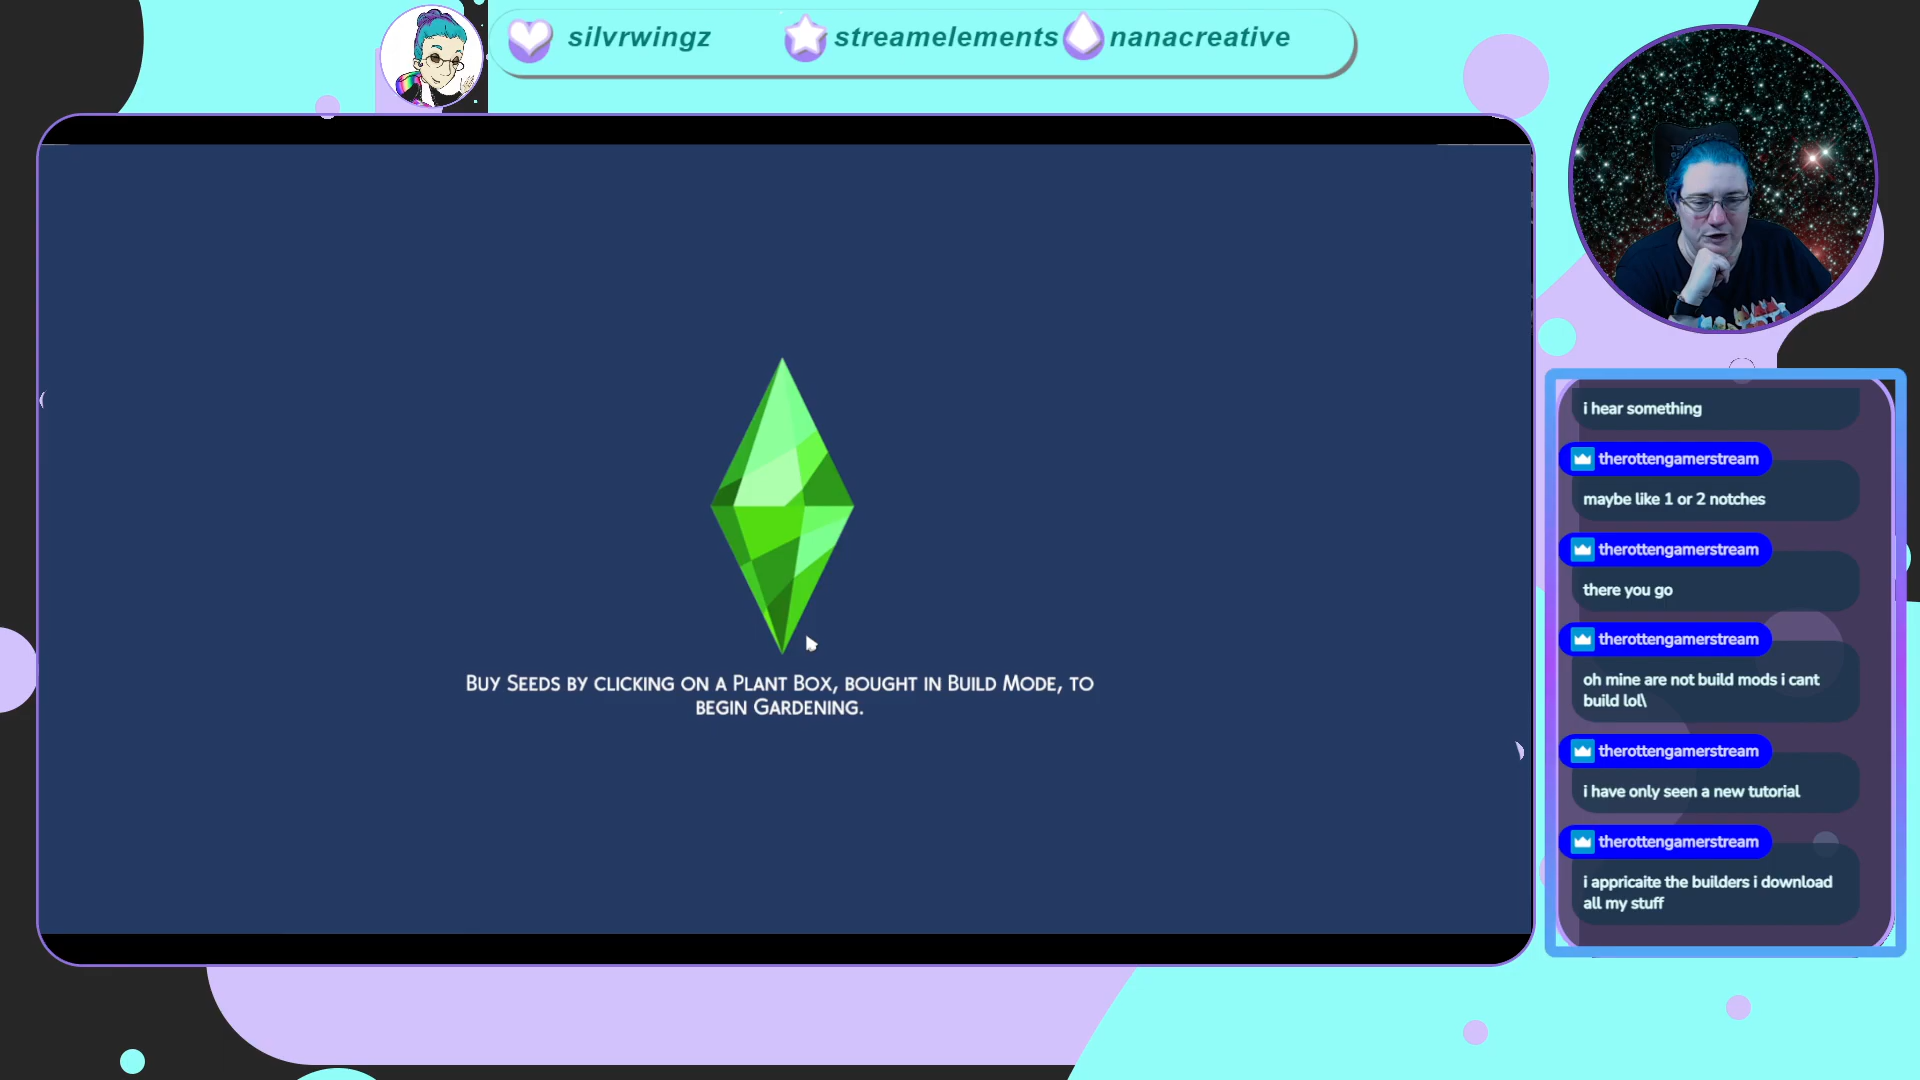 silvrwingz streamelements nanacreative
BUY SEEDS BY CLICKING ON A PLANT BOX, BOUGHT IN BUILD MODE, TO
BEGIN GARDENING.
i hear something
therottengamerstream
maybe like 1 or 2 notches
therottengamerstream
there you go
therottengamerstream
oh mine are not build mods i cant
build lol\
therottengamerstream
i have only seen a new tutorial
therottengamerstream
i appricaite the builders i download
all my stuff